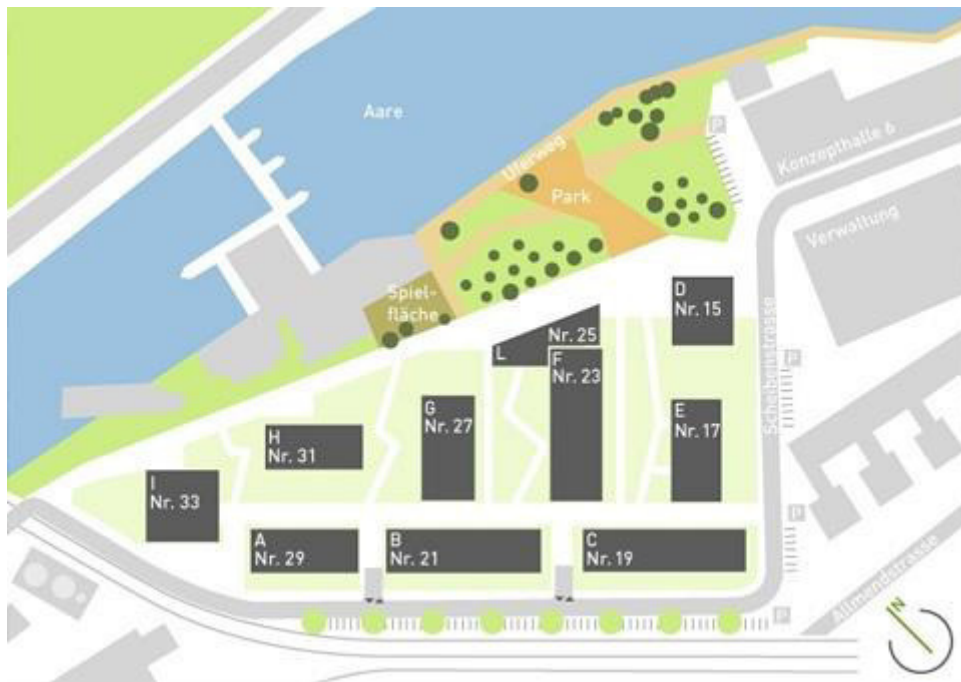 Aare
Uferweg
Park
P
Konzepthalle 6
Verwaltung
Spiel-
fläche
D
Nr. 15
Nr. 25
L
F
Nr. 23
Scheibenstrasse
P
G
Nr. 27
E
Nr. 17
H
Nr. 31
I
Nr. 33
P
A
Nr. 29
B
Nr. 21
C
Nr. 19
Allmendstrasse
P
N